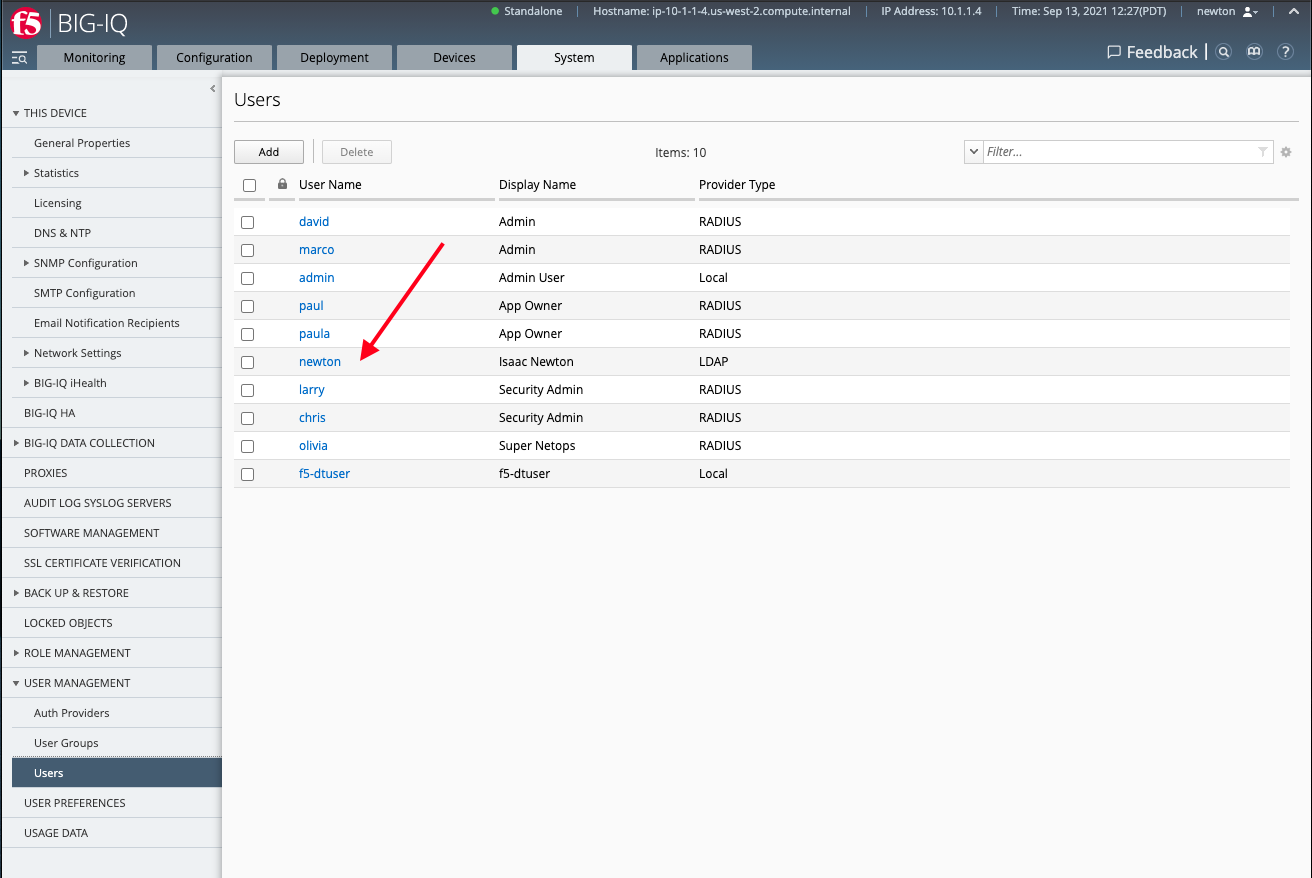 f5 BIG-IQ
Standalone Hostname: ip-10-1-1-4.us-west-2.compute.internal IP Address: 10.1.1.4 Time: Sep 13, 2021 12:27(PDT) newton
Monitoring Configuration Deployment Devices System Applications
Feedback ?
THIS DEVICE
General Properties
Statistics
Licensing
DNS & NTP
SNMP Configuration
SMTP Configuration
Email Notification Recipients
Network Settings
BIG-IQ iHealth
BIG-IQ HA
BIG-IQ DATA COLLECTION
PROXIES
AUDIT LOG SYSLOG SERVERS
SOFTWARE MANAGEMENT
SSL CERTIFICATE VERIFICATION
BACK UP & RESTORE
LOCKED OBJECTS
ROLE MANAGEMENT
USER MANAGEMENT
Auth Providers
User Groups
Users
USER PREFERENCES
USAGE DATA
Users
Add Delete Items: 10 Filter...
User Name Display Name Provider Type
david Admin RADIUS
marco Admin RADIUS
admin Admin User Local
paul App Owner RADIUS
paula App Owner RADIUS
newton Isaac Newton LDAP
larry Security Admin RADIUS
chris Security Admin RADIUS
olivia Super Netops RADIUS
f5-dtuser f5-dtuser Local